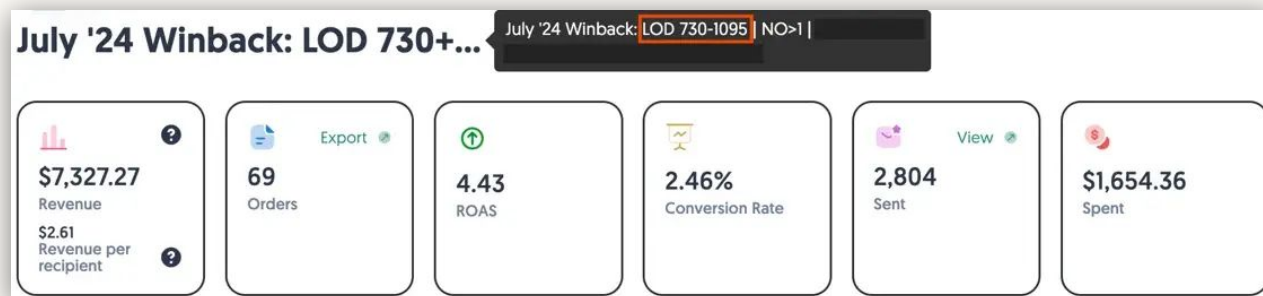 July '24 Winback: LOD 730+...
July '24 Winback: LOD 730-1095 | NO>1 |
$7,327.27
Revenue
$2.61
Revenue per
recipient
Export
69
Orders
4.43
ROAS
2.46%
Conversion Rate
View
2,804
Sent
$1,654.36
Spent